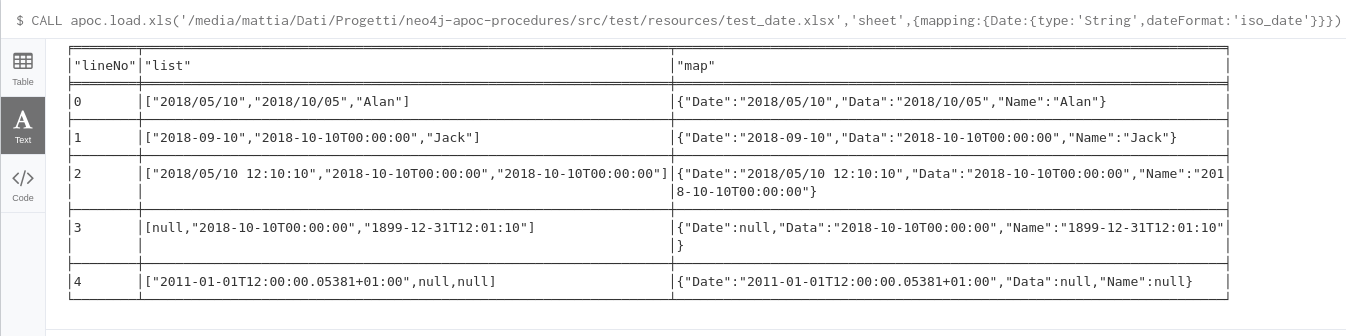 $ CALL apoc.load.xls('/media/mattia/Dati/Progetti/neo4j-apoc-procedures/src/test/resources/test_date.xlsx','sheet',{mapping:{Date:{type:'String',dateFormat:'iso_date'}}})
Table
Text
Code
"lineNo" "list" "map"
0 ["2018/05/10","2018/10/05","Alan"] {"Date":"2018/05/10","Data":"2018/10/05","Name":"Alan"}
1 ["2018-09-10","2018-10-10T00:00:00","Jack"] {"Date":"2018-09-10","Data":"2018-10-10T00:00:00","Name":"Jack"}
2 ["2018/05/10 12:10:10","2018-10-10T00:00:00","2018-10-10T00:00:00"] {"Date":"2018/05/10 12:10:10","Data":"2018-10-10T00:00:00","Name":"201
8-10-10T00:00:00"}
3 [null,"2018-10-10T00:00:00","1899-12-31T12:01:10"] {"Date":null,"Data":"2018-10-10T00:00:00","Name":"1899-12-31T12:01:10"
}
4 ["2011-01-01T12:00:00.05381+01:00",null,null] {"Date":"2011-01-01T12:00:00.05381+01:00","Data":null,"Name":null}